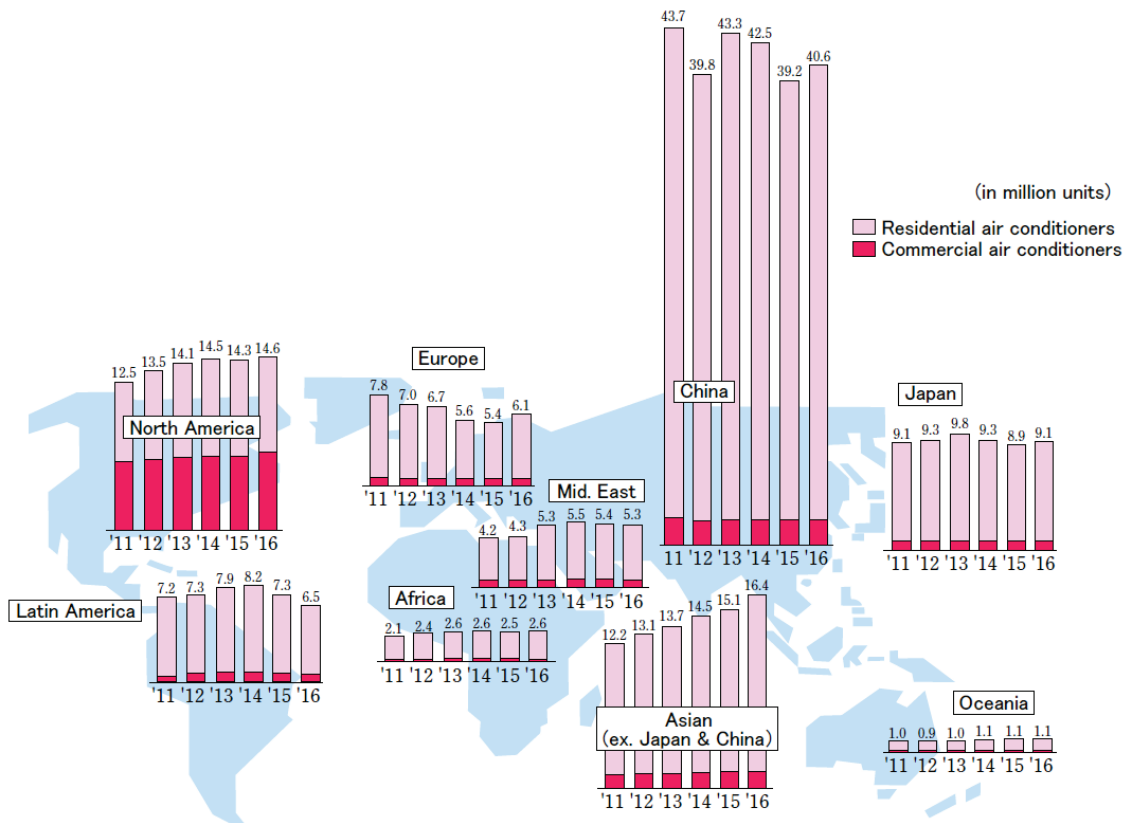 (in million units)
Residential air conditioners
Commercial air conditioners
North America
12.5 13.5 14.1 14.5 14.3 14.6
'11 '12 '13 '14 '15 '16
Europe
7.8 7.0 6.7 5.6 5.4 6.1
'11 '12 '13 '14 '15 '16
China
43.7 39.8 43.3 42.5 39.2 40.6
'11 '12 '13 '14 '15 '16
Japan
9.1 9.3 9.8 9.3 8.9 9.1
'11 '12 '13 '14 '15 '16
Mid. East
4.2 4.3 5.3 5.5 5.4 5.3
'11 '12 '13 '14 '15 '16
Latin America
7.2 7.3 7.9 8.2 7.3 6.5
'11 '12 '13 '14 '15 '16
Africa
2.1 2.4 2.6 2.6 2.5 2.6
'11 '12 '13 '14 '15 '16
Asian
(ex. Japan & China)
12.2 13.1 13.7 14.5 15.1 16.4
'11 '12 '13 '14 '15 '16
Oceania
1.0 0.9 1.0 1.1 1.1 1.1
'11 '12 '13 '14 '15 '16